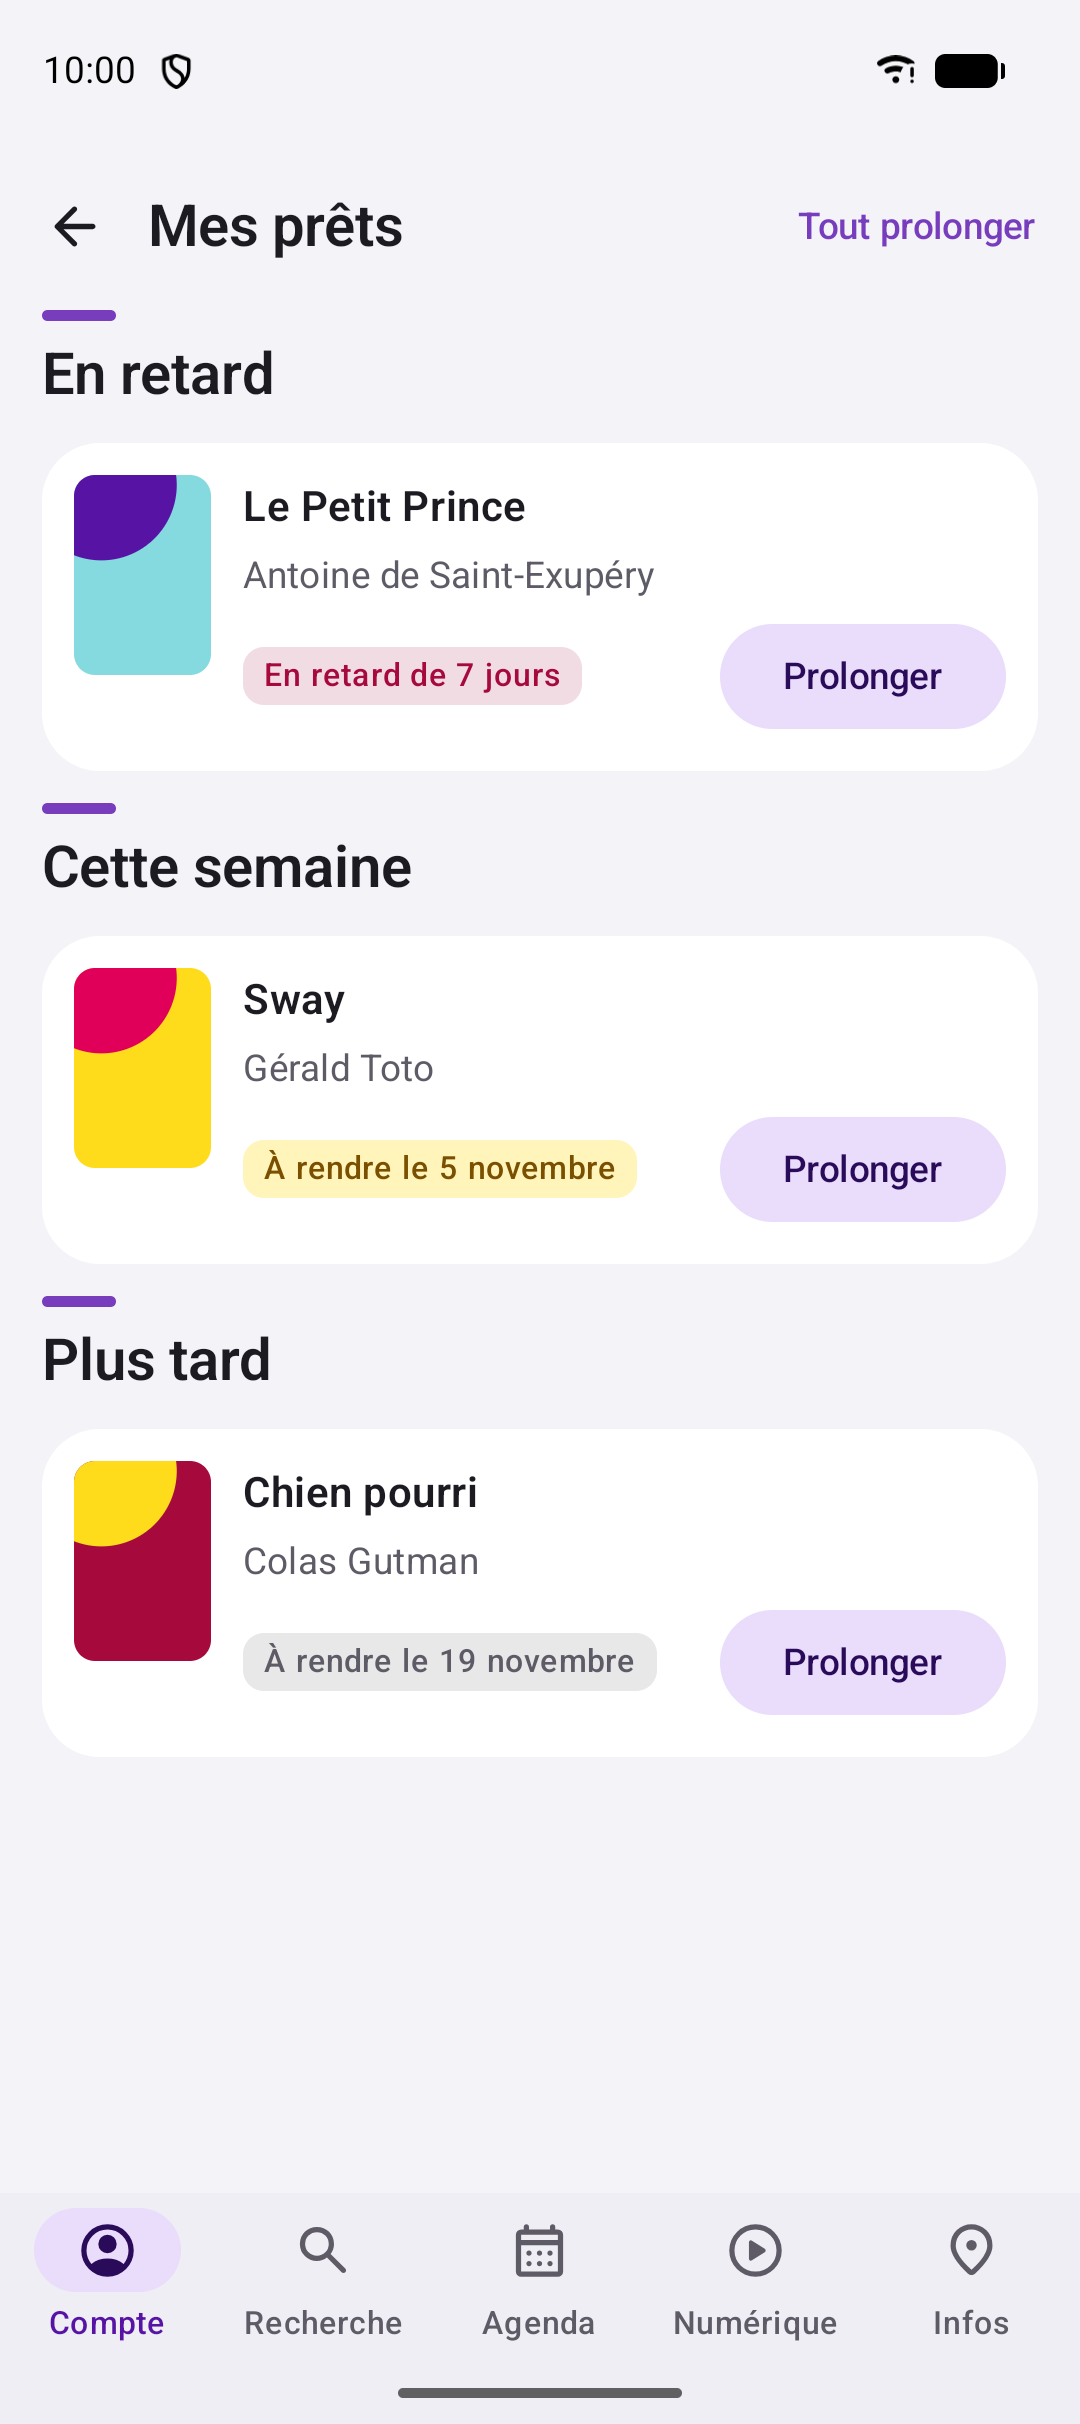 10:00
Mes prêts
Tout prolonger
En retard
Le Petit Prince
Antoine de Saint-Exupéry
En retard de 7 jours
Prolonger
Cette semaine
Sway
Gérald Toto
À rendre le 5 novembre
Prolonger
Plus tard
Chien pourri
Colas Gutman
À rendre le 19 novembre
Prolonger
Compte
Recherche
Agenda
Numérique
Infos